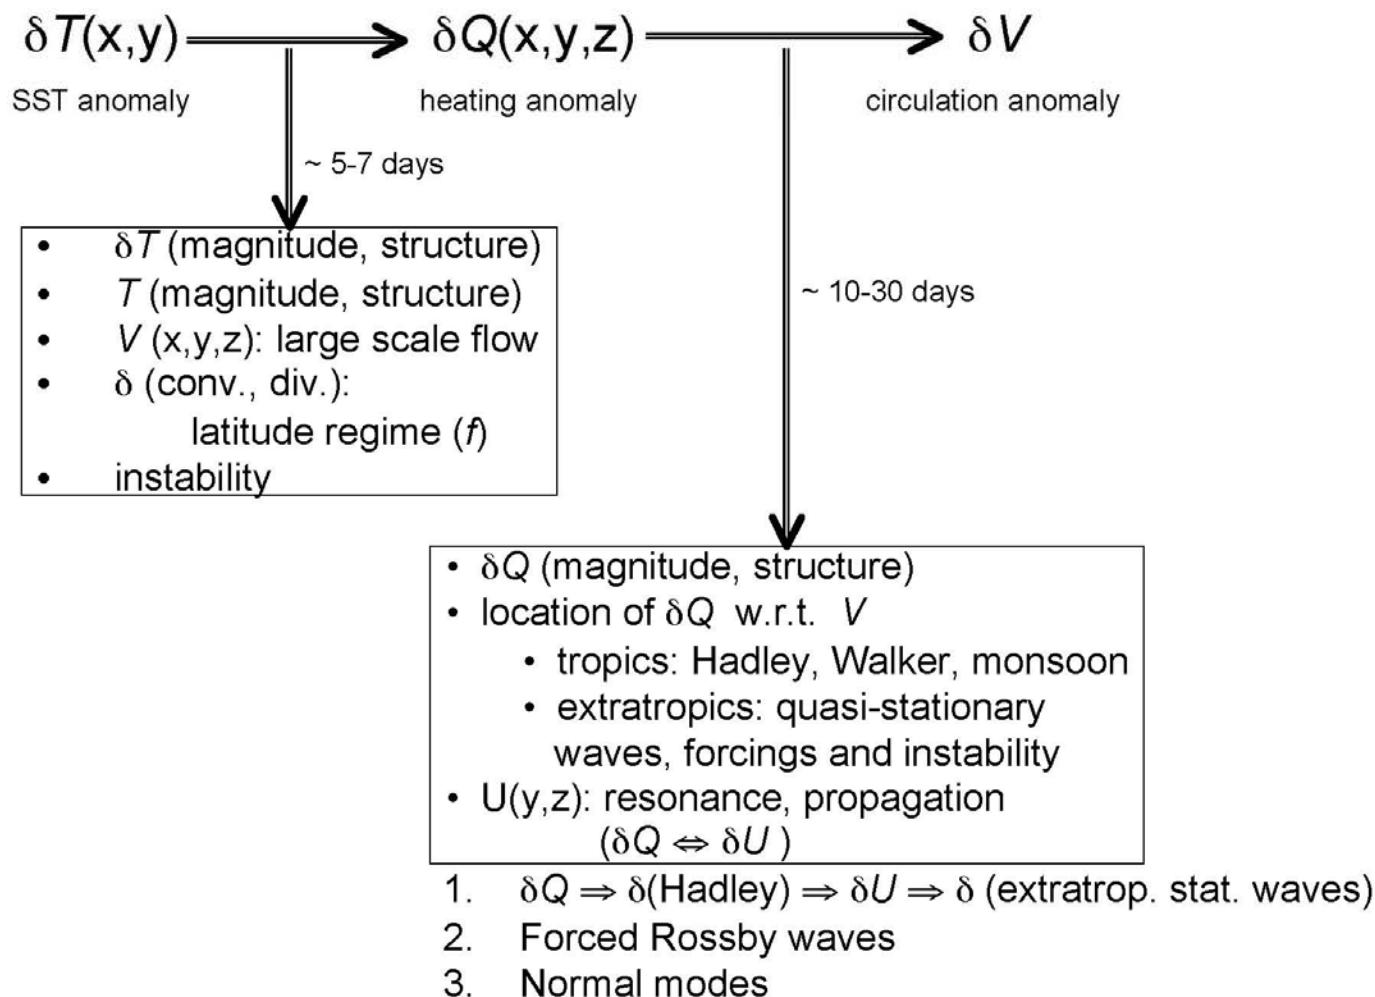 δT(x,y) δQ(x,y,z) δV
SST anomaly heating anomaly circulation anomaly
~ 5-7 days
• δT (magnitude, structure)
• T (magnitude, structure)
• V (x,y,z): large scale flow
• δ (conv., div.):
latitude regime (f)
• instability
~ 10-30 days
• δQ (magnitude, structure)
• location of δQ w.r.t. V
• tropics: Hadley, Walker, monsoon
• extratropics: quasi-stationary
waves, forcings and instability
• U(y,z): resonance, propagation
(δQ ⇔ δU )
1. δQ ⇒ δ(Hadley) ⇒ δU ⇒ δ (extratrop. stat. waves)
2. Forced Rossby waves
3. Normal modes